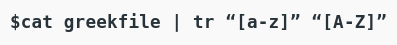 $cat greekfile | tr “[a-z]” “[A-Z]”